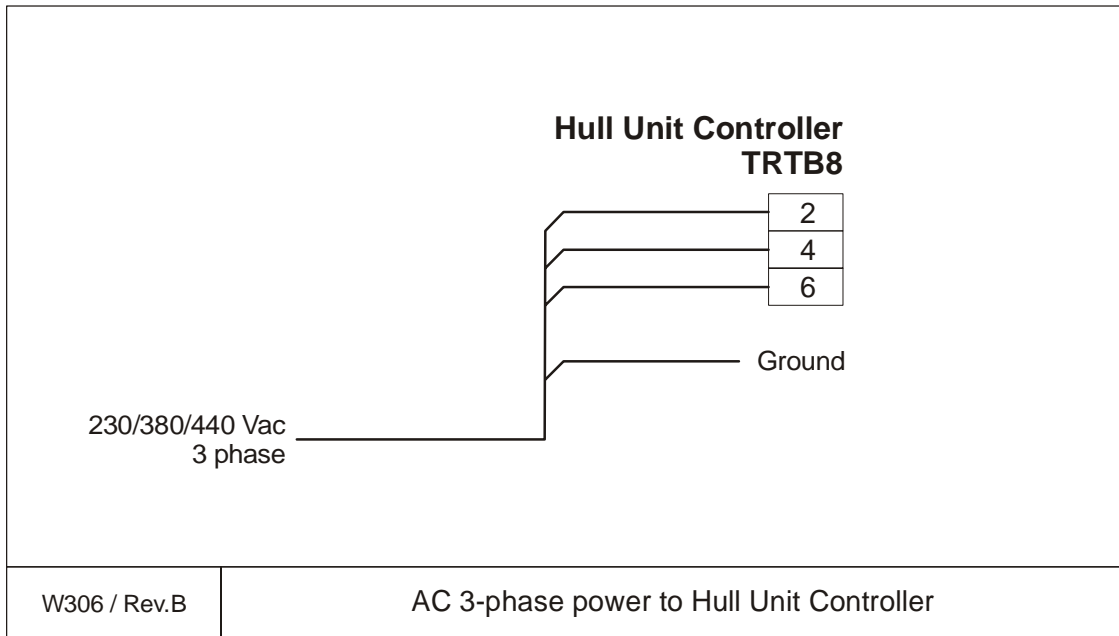 Hull Unit Controller
TRTB8
2
4
6
Ground
230/380/440 Vac
3 phase
W306 / Rev.B
AC 3-phase power to Hull Unit Controller